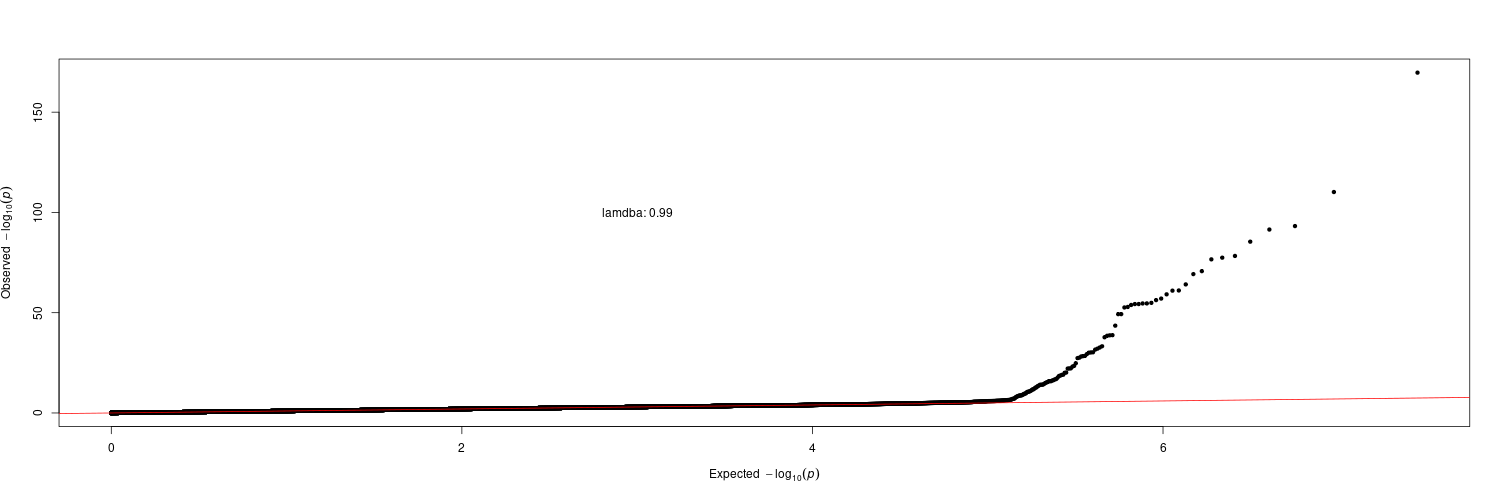 150
100
50
0
Observed −log10(p)
lamdba: 0.99
0 2 4 6
Expected −log10(p)